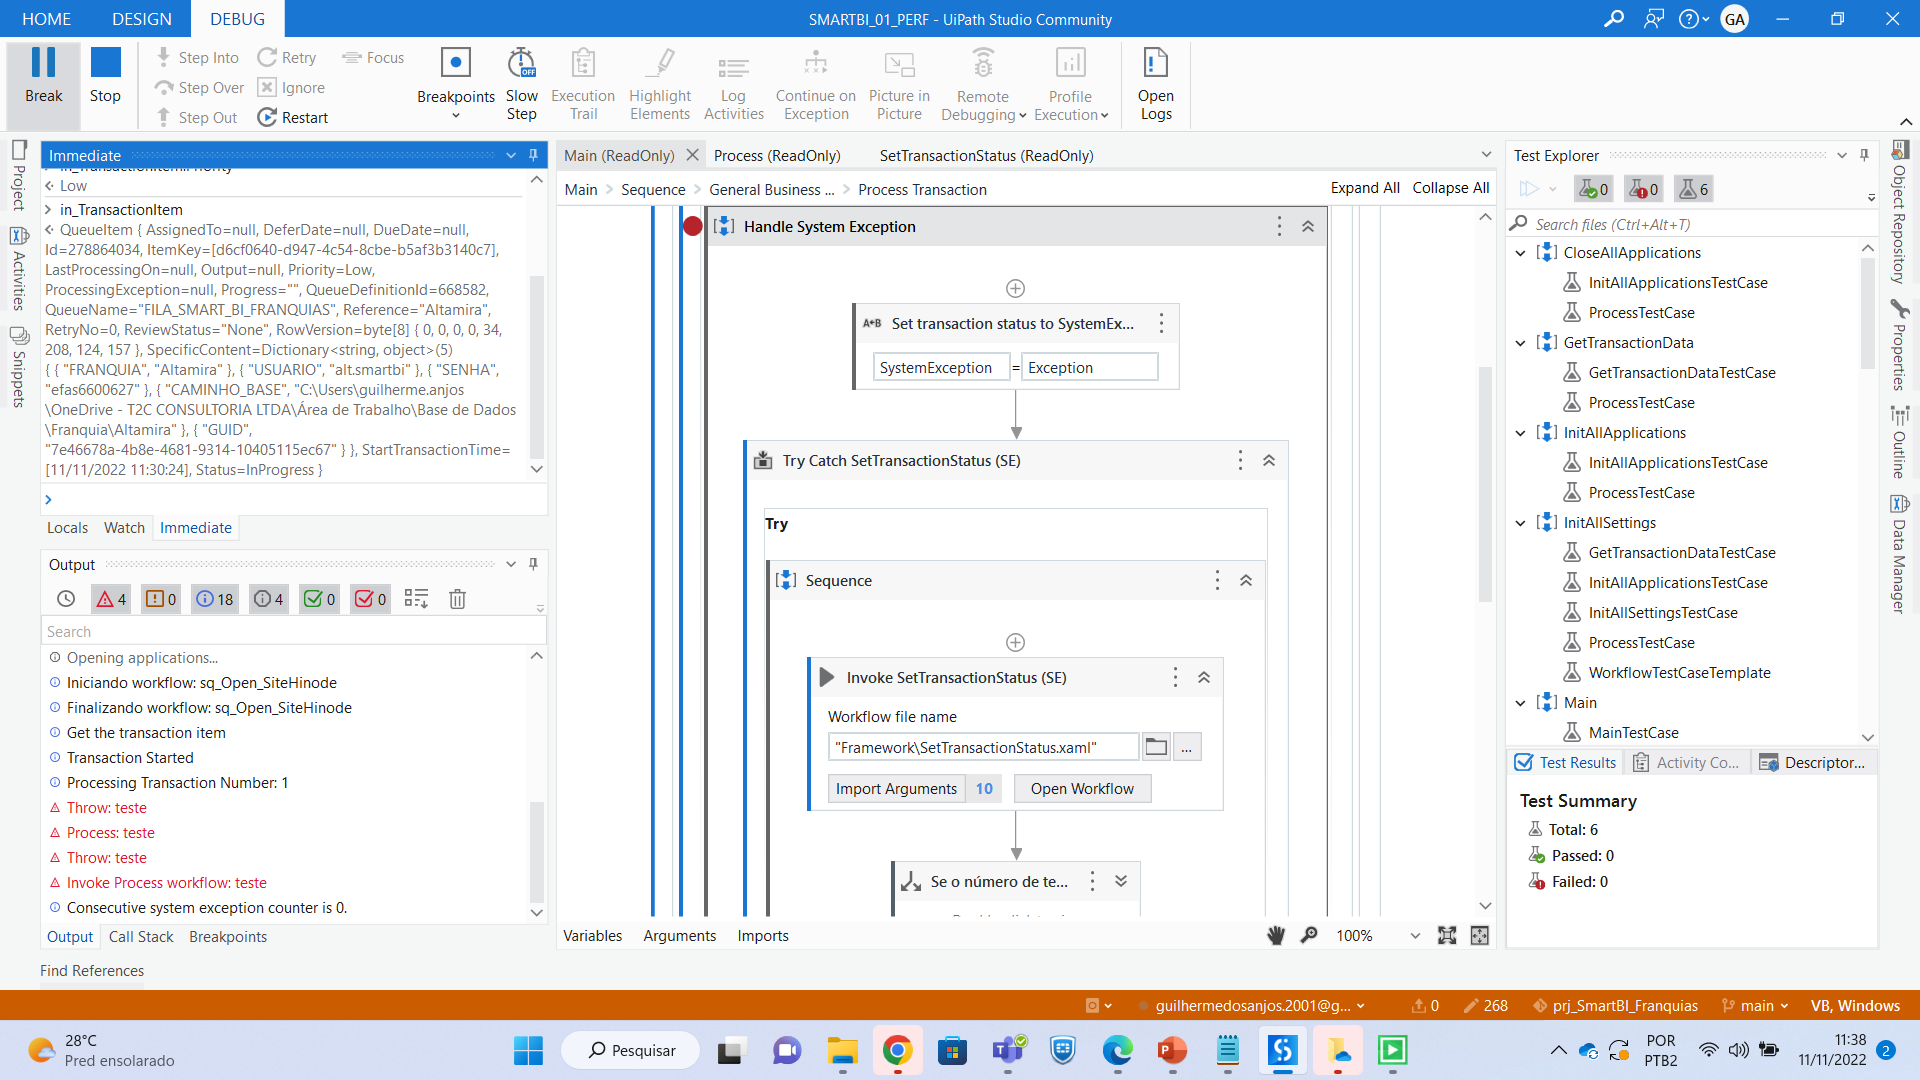 HOME DESIGN DEBUG
SMARTBI_01_PERF - UiPath Studio Community
GA
Break
Stop
Step Into
Step Over
Step Out
Retry
Ignore
Restart
Focus
Breakpoints
Slow
Step
OFF
Execution
Trail
Highlight
Elements
Log
Activities
Continue on
Exception
Picture in
Picture
Remote
Debugging
Profile
Execution
Open
Logs
Project
Activities
Snippets
Immediate
Low
in_TransactionItem
QueueItem { AssignedTo=null, DeferDate=null, DueDate=null,
Id=278864034, ItemKey=[d6cf0640-d947-4c54-8cbe-b5af3b3140c7],
LastProcessingOn=null, Output=null, Priority=Low,
ProcessingException=null, Progress="", QueueDefinitionId=668582,
QueueName="FILA_SMART_BI_FRANQUIAS", Reference="Altamira",
RetryNo=0, ReviewStatus="None", RowVersion=byte[8] { 0, 0, 0, 0, 34,
208, 124, 157 }, SpecificContent=Dictionary<string, object>(5)
{ { "FRANQUIA", "Altamira" }, { "USUARIO", "alt.smartbi" }, { "SENHA",
"efas6600627" }, { "CAMINHO_BASE", "C:\Users\guilherme.anjos
\OneDrive - T2C CONSULTORIA LTDA\Área de Trabalho\Base de Dados
\Franquia\Altamira" }, { "GUID",
"7e46678a-4b8e-4681-9314-10405115ec67" } }, StartTransactionTime=
[11/11/2022 11:30:24], Status=InProgress }
Locals Watch Immediate
Output
4 0 18 4 0 0
Search
Opening applications...
Iniciando workflow: sq_Open_SiteHinode
Finalizando workflow: sq_Open_SiteHinode
Get the transaction item
Transaction Started
Processing Transaction Number: 1
Throw: teste
Process: teste
Throw: teste
Invoke Process workflow: teste
Consecutive system exception counter is 0.
Output Call Stack Breakpoints
Find References
Main (ReadOnly) Process (ReadOnly) SetTransactionStatus (ReadOnly)
Main > Sequence > General Business ... > Process Transaction
Expand All Collapse All
Handle System Exception
A+B Set transaction status to SystemEx...
SystemException = Exception
Try Catch SetTransactionStatus (SE)
Try
Sequence
Invoke SetTransactionStatus (SE)
Workflow file name
"Framework\SetTransactionStatus.xaml"
...
Import Arguments 10 Open Workflow
Se o número de te...
Variables Arguments Imports
100%
Test Explorer
0 0 6
Search files (Ctrl+Alt+T)
CloseAllApplications
InitAllApplicationsTestCase
ProcessTestCase
GetTransactionData
GetTransactionDataTestCase
ProcessTestCase
InitAllApplications
InitAllApplicationsTestCase
ProcessTestCase
InitAllSettings
GetTransactionDataTestCase
InitAllApplicationsTestCase
InitAllSettingsTestCase
ProcessTestCase
WorkflowTestCaseTemplate
Main
MainTestCase
Test Results Activity Co... Descriptor...
Test Summary
Total: 6
Passed: 0
Failed: 0
Object Repository
Properties
Outline
Data Manager
guilhermedosanjos.2001@g... 0 268 prj_SmartBI_Franquias main VB, Windows
28°C
Pred ensolarado
Pesquisar
POR
PTB2
11:38
11/11/2022
2